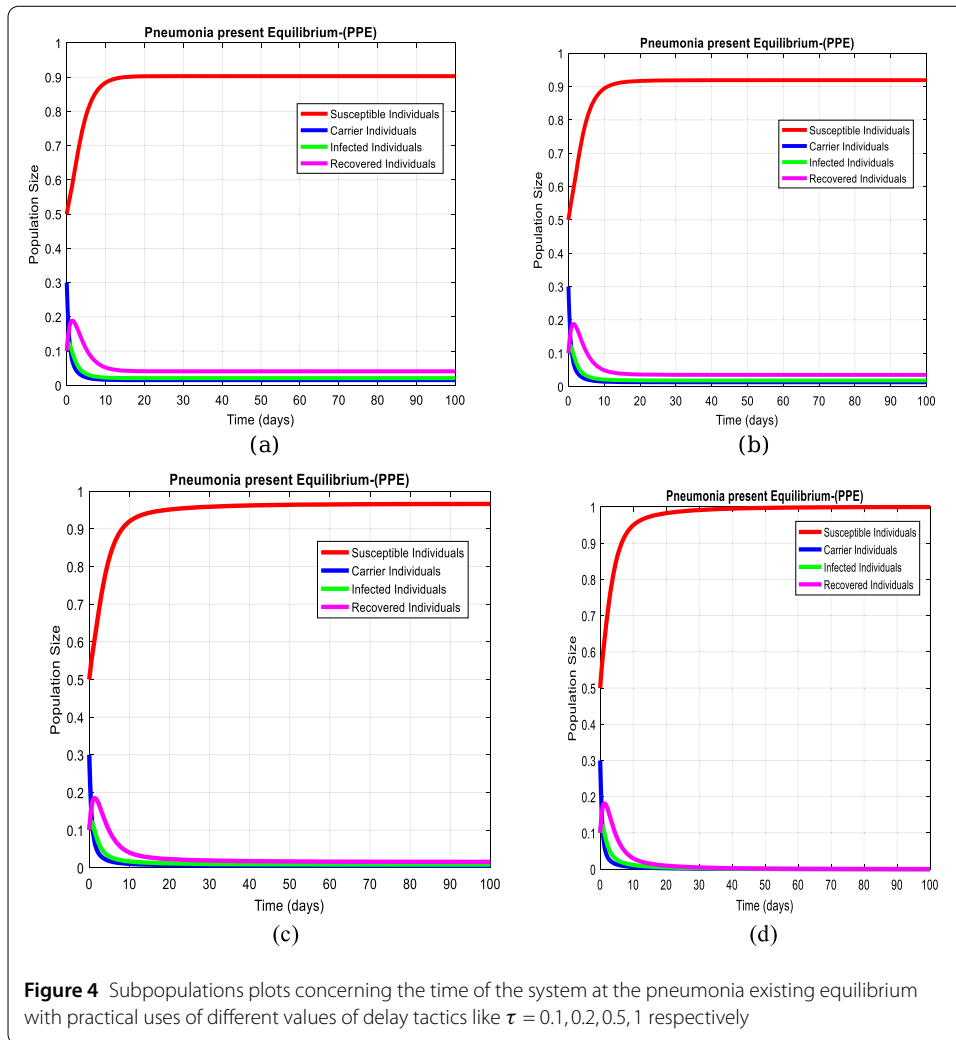 Pneumonia present Equilibrium-(PPE)
1
0.9
0.8
0.7
0.6
0.5
0.4
0.3
0.2
0.1
0
Population Size
Susceptible Individuals
Carrier Individuals
Infected Individuals
Recovered Individuals
0 10 20 30 40 50 60 70 80 90 100
Time (days)
(a)
Pneumonia present Equilibrium-(PPE)
1
0.9
0.8
0.7
0.6
0.5
0.4
0.3
0.2
0.1
0
Population Size
Susceptible Individuals
Carrier Individuals
Infected Individuals
Recovered Individuals
0 10 20 30 40 50 60 70 80 90 100
Time (days)
(b)
Pneumonia present Equilibrium-(PPE)
1
0.9
0.8
0.7
0.6
0.5
0.4
0.3
0.2
0.1
0
Population Size
Susceptible Individuals
Carrier Individuals
Infected Individuals
Recovered Individuals
0 10 20 30 40 50 60 70 80 90 100
Time (days)
(c)
Pneumonia present Equilibrium-(PPE)
1
0.9
0.8
0.7
0.6
0.5
0.4
0.3
0.2
0.1
0
Population Size
Susceptible Individuals
Carrier Individuals
Infected Individuals
Recovered Individuals
0 10 20 30 40 50 60 70 80 90 100
Time (days)
(d)
Figure 4 Subpopulations plots concerning the time of the system at the pneumonia existing equilibrium
with practical uses of different values of delay tactics like τ = 0.1, 0.2, 0.5, 1 respectively